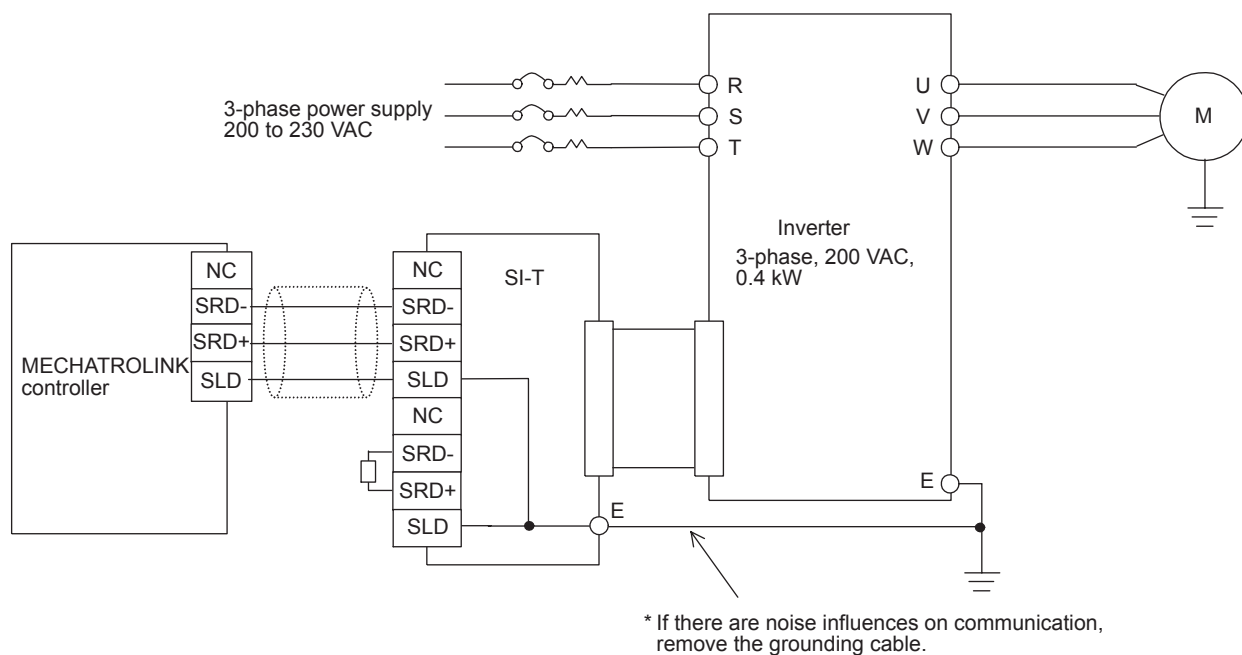 3-phase power supply
200 to 230 VAC
R
S
T
U
V
W
M
Inverter
3-phase, 200 VAC,
0.4 kW
MECHATROLINK
controller
NC
SRD-
SRD+
SLD
NC
SRD-
SRD+
SLD
NC
SRD-
SRD+
SLD
SI-T
E
E
* If there are noise influences on communication,
remove the grounding cable.